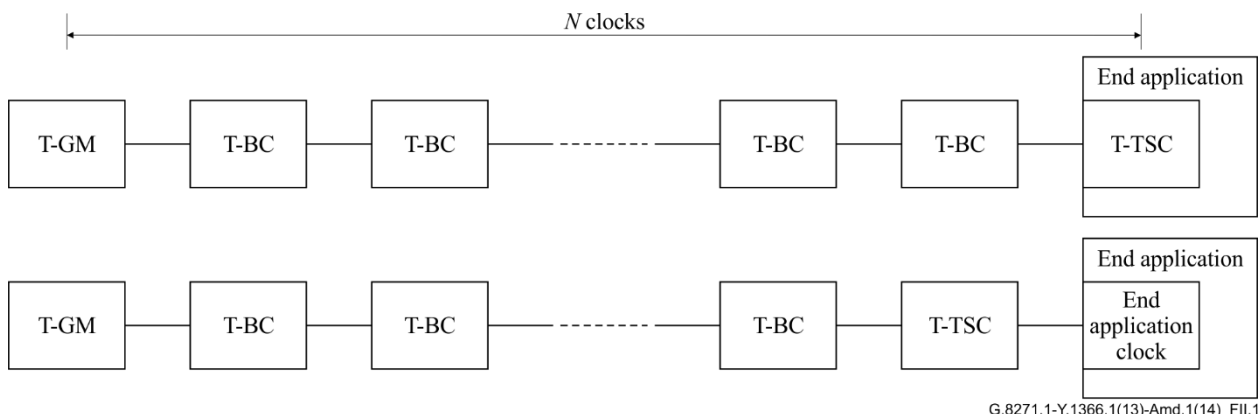 N clocks
End application
T-GM
T-BC
T-BC
T-BC
T-BC
T-TSC
End application
T-GM
T-BC
T-BC
T-BC
T-TSC
End
application
clock
G.8271.1-Y.1366.1(13)-Amd.1(14)_FII.1